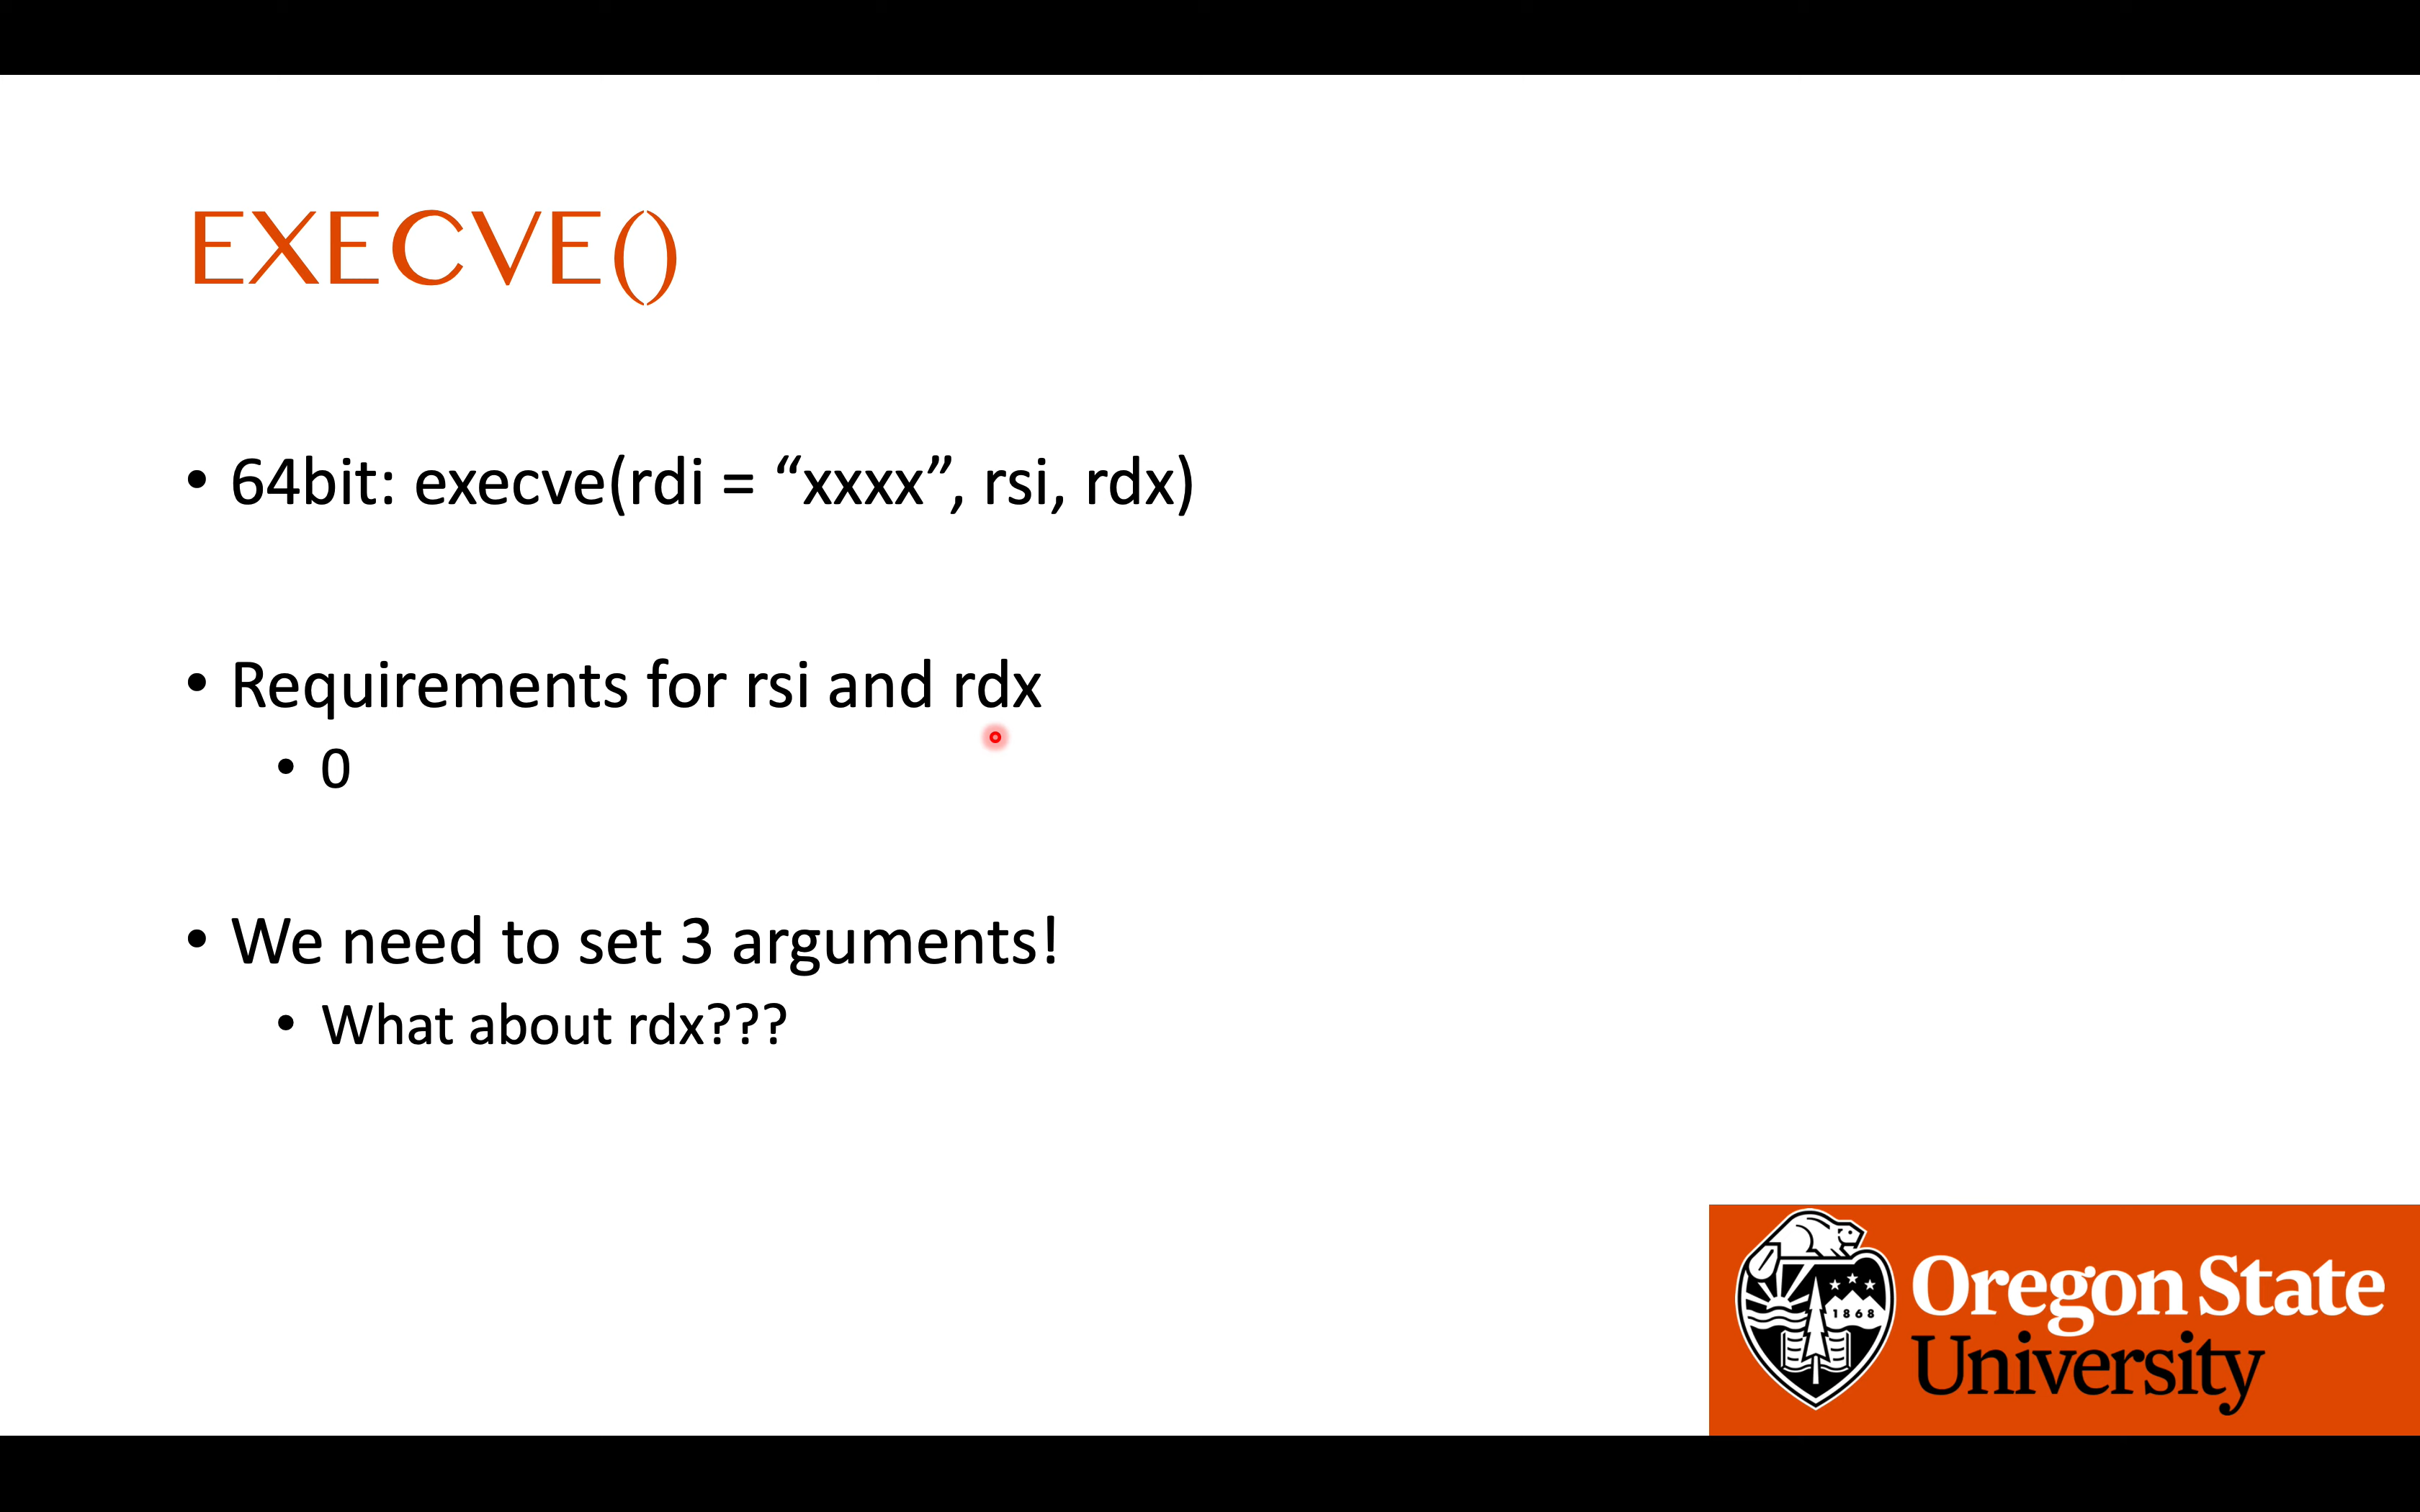 EXECVE()
• 64bit: execve(rdi = “xxxx”, rsi, rdx)
• Requirements for rsi and rdx
• 0
• We need to set 3 arguments!
• What about rdx???
1868
Oregon State
University